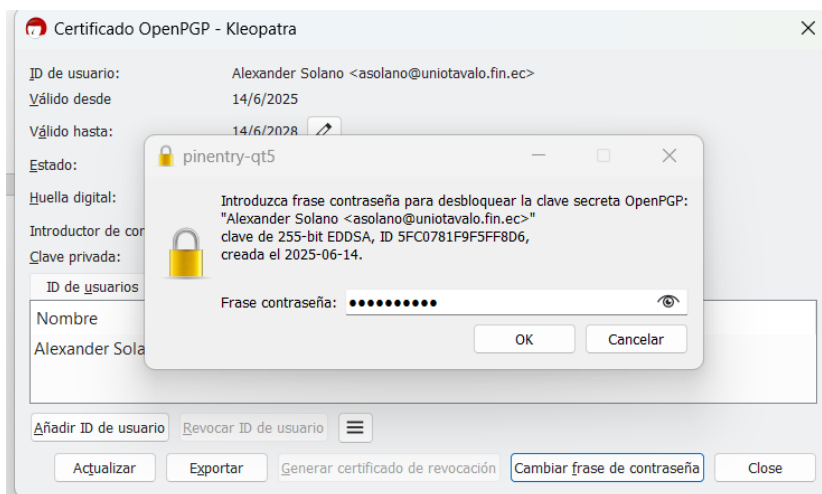 Certificado OpenPGP - Kleopatra
ID de usuario: Alexander Solano <asolano@uniotavalo.fin.ec>
Válido desde 14/6/2025
Válido hasta: 14/6/2028
Estado:
Huella digital:
Introductor de cor
Clave privada:
pinentry-qt5
Introduzca frase contraseña para desbloquear la clave secreta OpenPGP:
"Alexander Solano <asolano@uniotavalo.fin.ec>"
clave de 255-bit EDDSA, ID 5FC0781F9F5FF8D6,
creada el 2025-06-14.
Frase contraseña: ●●●●●●●●●●
OK Cancelar
ID de usuarios
Nombre
Alexander Sola
Añadir ID de usuario Revocar ID de usuario
Actualizar Exportar Generar certificado de revocación Cambiar frase de contraseña Close